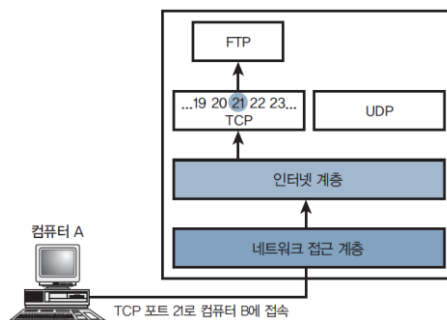 FTP
...19 20 21 22 23...
TCP
UDP
인터넷 계층
네트워크 접근 계층
컴퓨터 A
TCP 포트 21로 컴퓨터 B에 접속